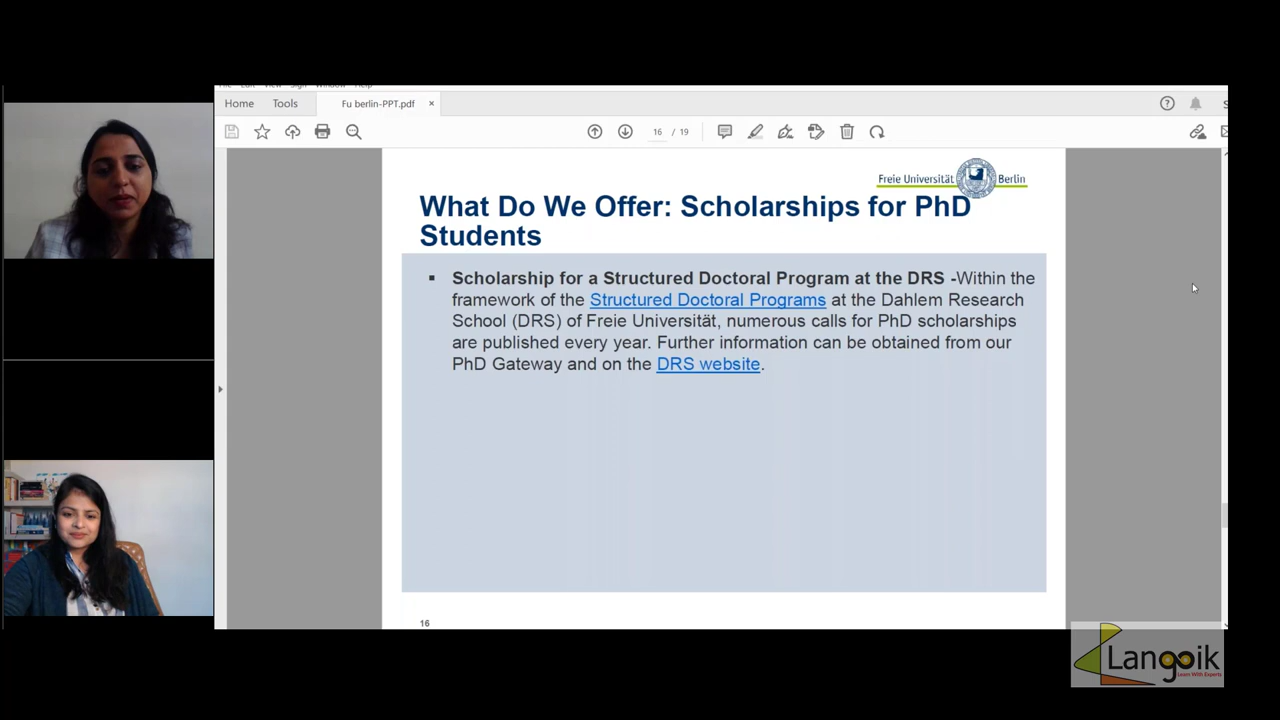 Home
Tools
Fu berlin-PPT.pdf
16 / 19
Freie Universität Berlin
What Do We Offer: Scholarships for PhD
Students
▪ Scholarship for a Structured Doctoral Program at the DRS -Within the
framework of the Structured Doctoral Programs at the Dahlem Research
School (DRS) of Freie Universität, numerous calls for PhD scholarships
are published every year. Further information can be obtained from our
PhD Gateway and on the DRS website.
16
Langoik
Learn With Experts